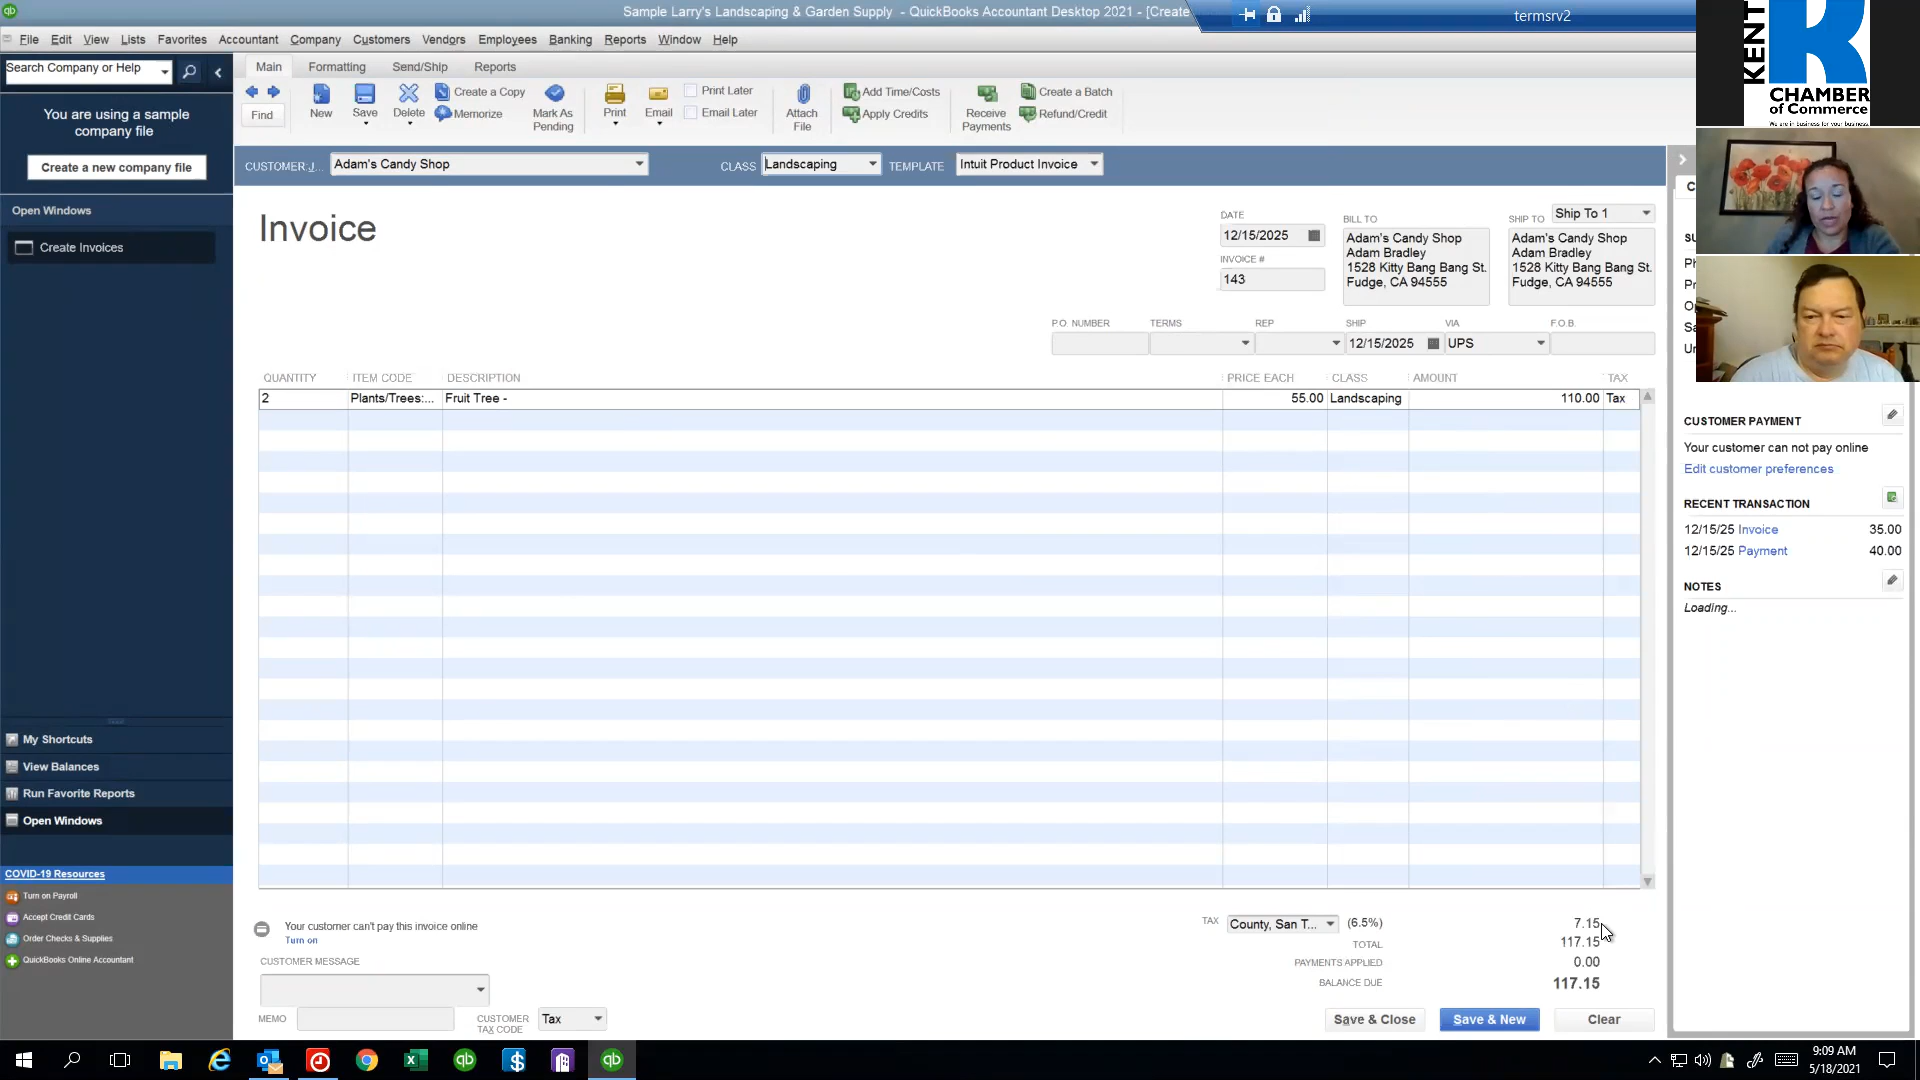 Sample Larry's Landscaping & Garden Supply - QuickBooks Accountant Desktop 2021 - [Create
termsrv2
File Edit View Lists Favorites Accountant Company Customers Vendors Employees Banking Reports Window Help
KENT
CHAMBER
of Commerce
We are in business for your business.
Search Company or Help
Main Formatting Send/Ship Reports
Find
New
Save
Delete
Create a Copy
Memorize
Mark As
Pending
Print
Email
Print Later
Email Later
Attach
File
Add Time/Costs
Apply Credits
Receive
Payments
Create a Batch
Refund/Credit
You are using a sample
company file
Create a new company file
Open Windows
Create Invoices
CUSTOMER:J... Adam's Candy Shop CLASS Landscaping TEMPLATE Intuit Product Invoice
Invoice
DATE
12/15/2025
INVOICE #
143
BILL TO
Adam's Candy Shop
Adam Bradley
1528 Kitty Bang Bang St.
Fudge, CA 94555
SHIP TO Ship To 1
Adam's Candy Shop
Adam Bradley
1528 Kitty Bang Bang St.
Fudge, CA 94555
P.O. NUMBER TERMS REP SHIP VIA F.O.B.
12/15/2025 UPS
QUANTITY ITEM CODE DESCRIPTION PRICE EACH CLASS AMOUNT TAX
2 Plants/Trees:... Fruit Tree - 55.00 Landscaping 110.00 Tax
CUSTOMER PAYMENT
Your customer can not pay online
Edit customer preferences
RECENT TRANSACTION
12/15/25 Invoice 35.00
12/15/25 Payment 40.00
NOTES
Loading...
My Shortcuts
View Balances
Run Favorite Reports
Open Windows
COVID-19 Resources
Turn on Payroll
Accept Credit Cards
Order Checks & Supplies
QuickBooks Online Accountant
Your customer can't pay this invoice online
Turn on
CUSTOMER MESSAGE
MEMO
CUSTOMER
TAX CODE
Tax
TAX County, San T... (6.5%) 7.15
TOTAL 117.15
PAYMENTS APPLIED 0.00
BALANCE DUE 117.15
Save & Close Save & New Clear
9:09 AM
5/18/2021